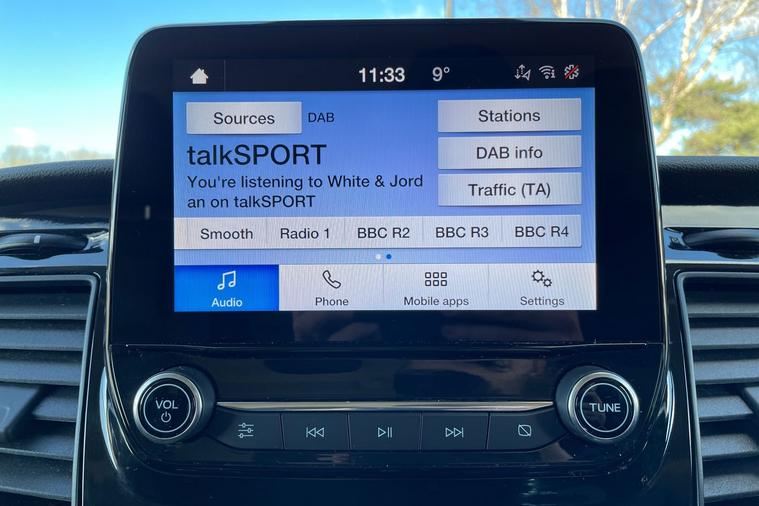 11:33 9°
Sources DAB Stations
talkSPORT DAB info
You're listening to White & Jord
an on talkSPORT
Traffic (TA)
Smooth Radio 1 BBC R2 BBC R3 BBC R4
Audio Phone Mobile apps Settings
VOL TUNE